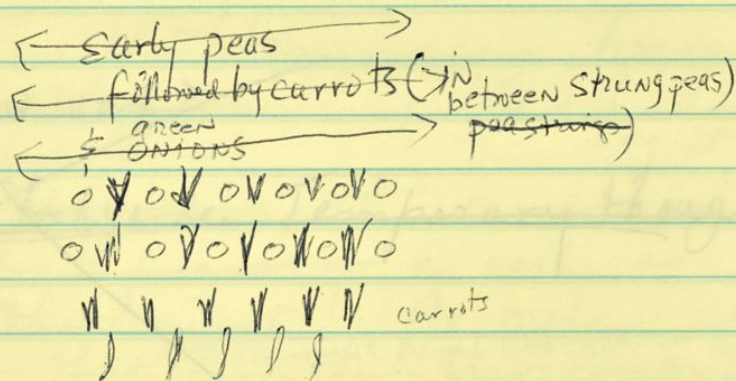 Early peas
followed by carrots (in
between strung peas)
peastrings)
green
& ONIONS
carrots